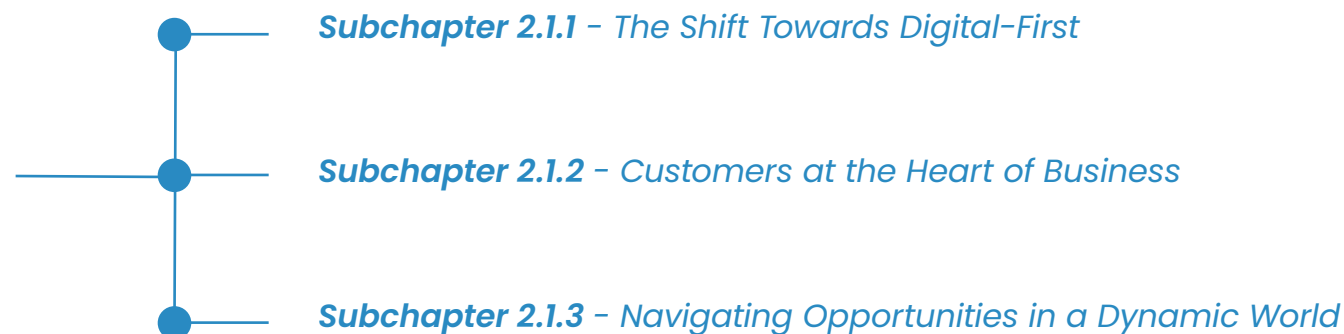 Subchapter 2.1.1 - The Shift Towards Digital-First
Subchapter 2.1.2 - Customers at the Heart of Business
Subchapter 2.1.3 - Navigating Opportunities in a Dynamic World